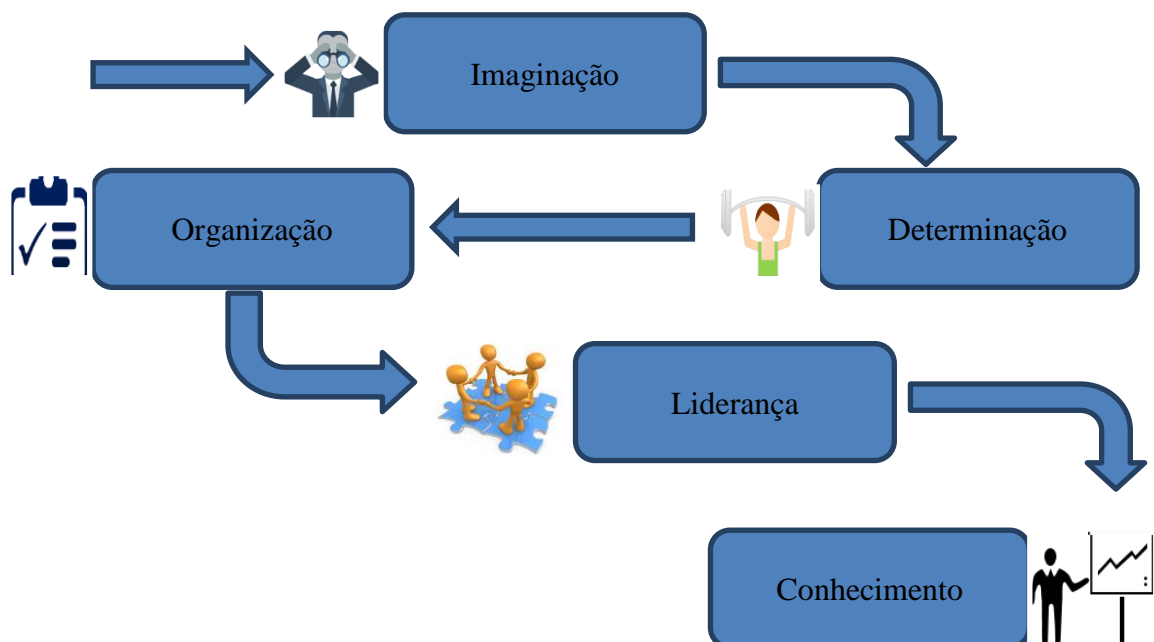 Imaginação
Determinação
Organização
Liderança
Conhecimento